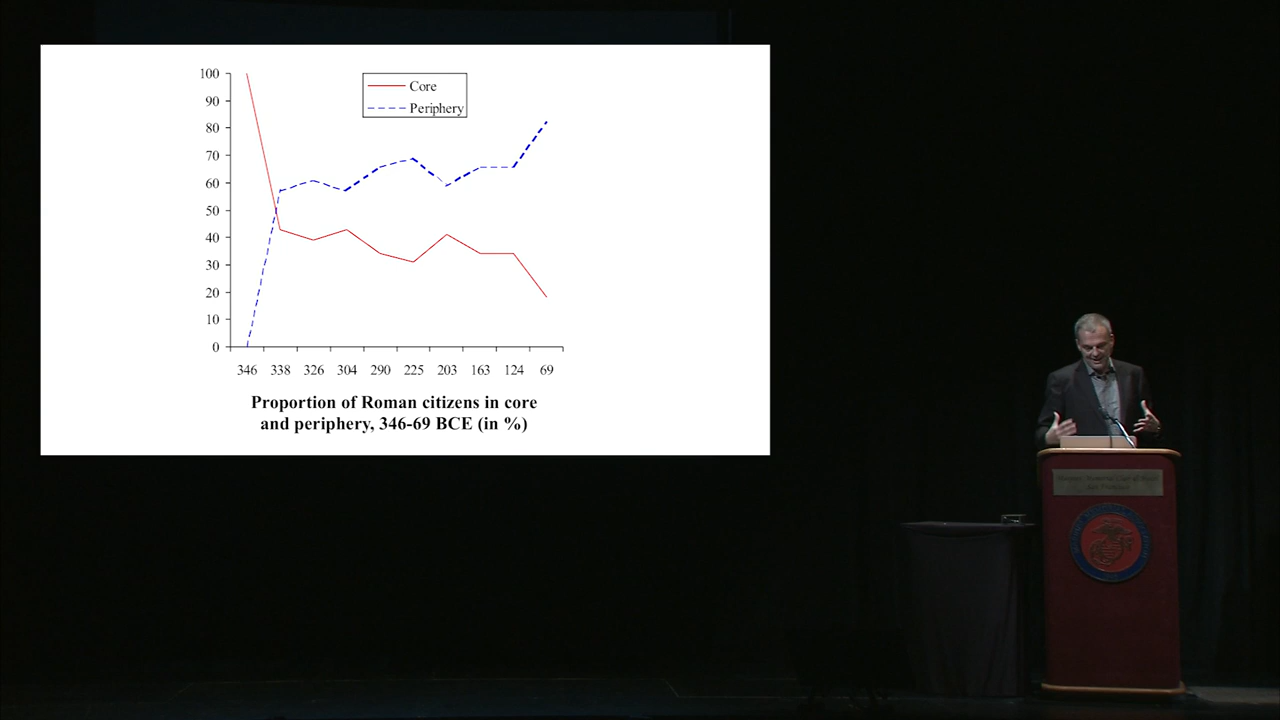 100
90
80
70
60
50
40
30
20
10
0
Core
Periphery
346 338 326 304 290 225 203 163 124 69
Proportion of Roman citizens in core
and periphery, 346-69 BCE (in %)